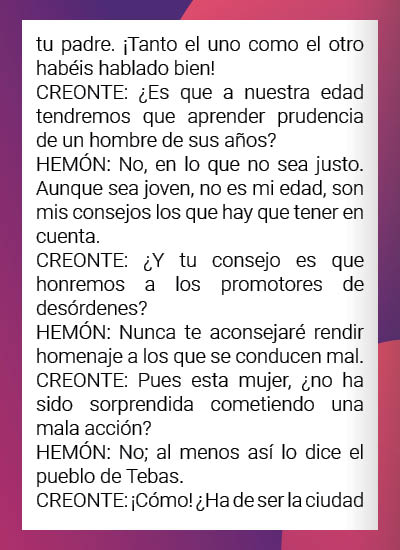 tu padre. ¡Tanto el uno como el otro
habéis hablado bien!
CREONTE: ¿Es que a nuestra edad
tendremos que aprender prudencia
de un hombre de sus años?
HEMÓN: No, en lo que no sea justo.
Aunque sea joven, no es mi edad, son
mis consejos los que hay que tener en
cuenta.
CREONTE: ¿Y tu consejo es que
honremos a los promotores de
desórdenes?
HEMÓN: Nunca te aconsejaré rendir
homenaje a los que se conducen mal.
CREONTE: Pues esta mujer, ¿no ha
sido sorprendida cometiendo una
mala acción?
HEMÓN: No; al menos así lo dice el
pueblo de Tebas.
CREONTE: ¡Cómo! ¿Ha de ser la ciudad